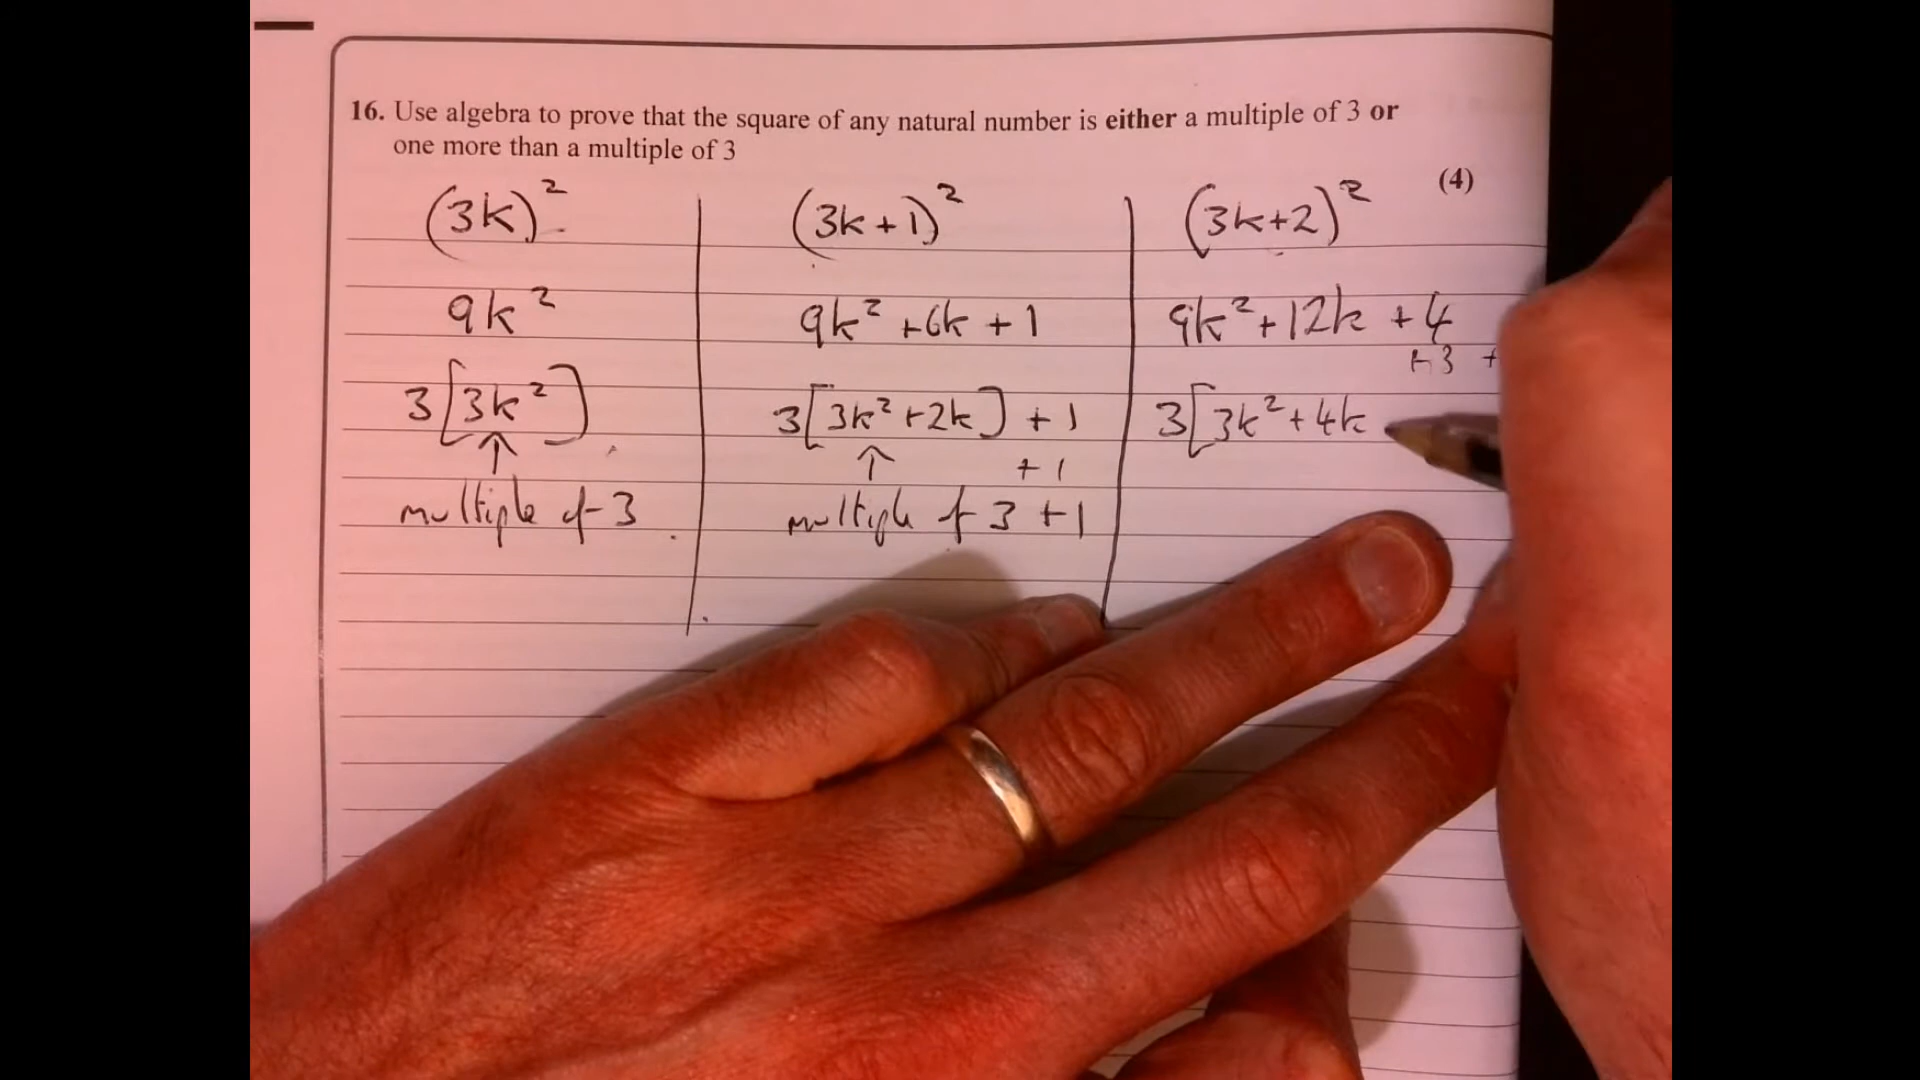 16. Use algebra to prove that the square of any natural number is either a multiple of 3 or
one more than a multiple of 3
(4)
(3k)²
9k²
3[3k²]
↑
multiple of 3
(3k+1)²
9k² +6k +1
3[3k²+2k] +1
↑ +1
multiple of 3 +1
(3k+2)²
9k²+12k +4
+3 +
3[3k²+4k